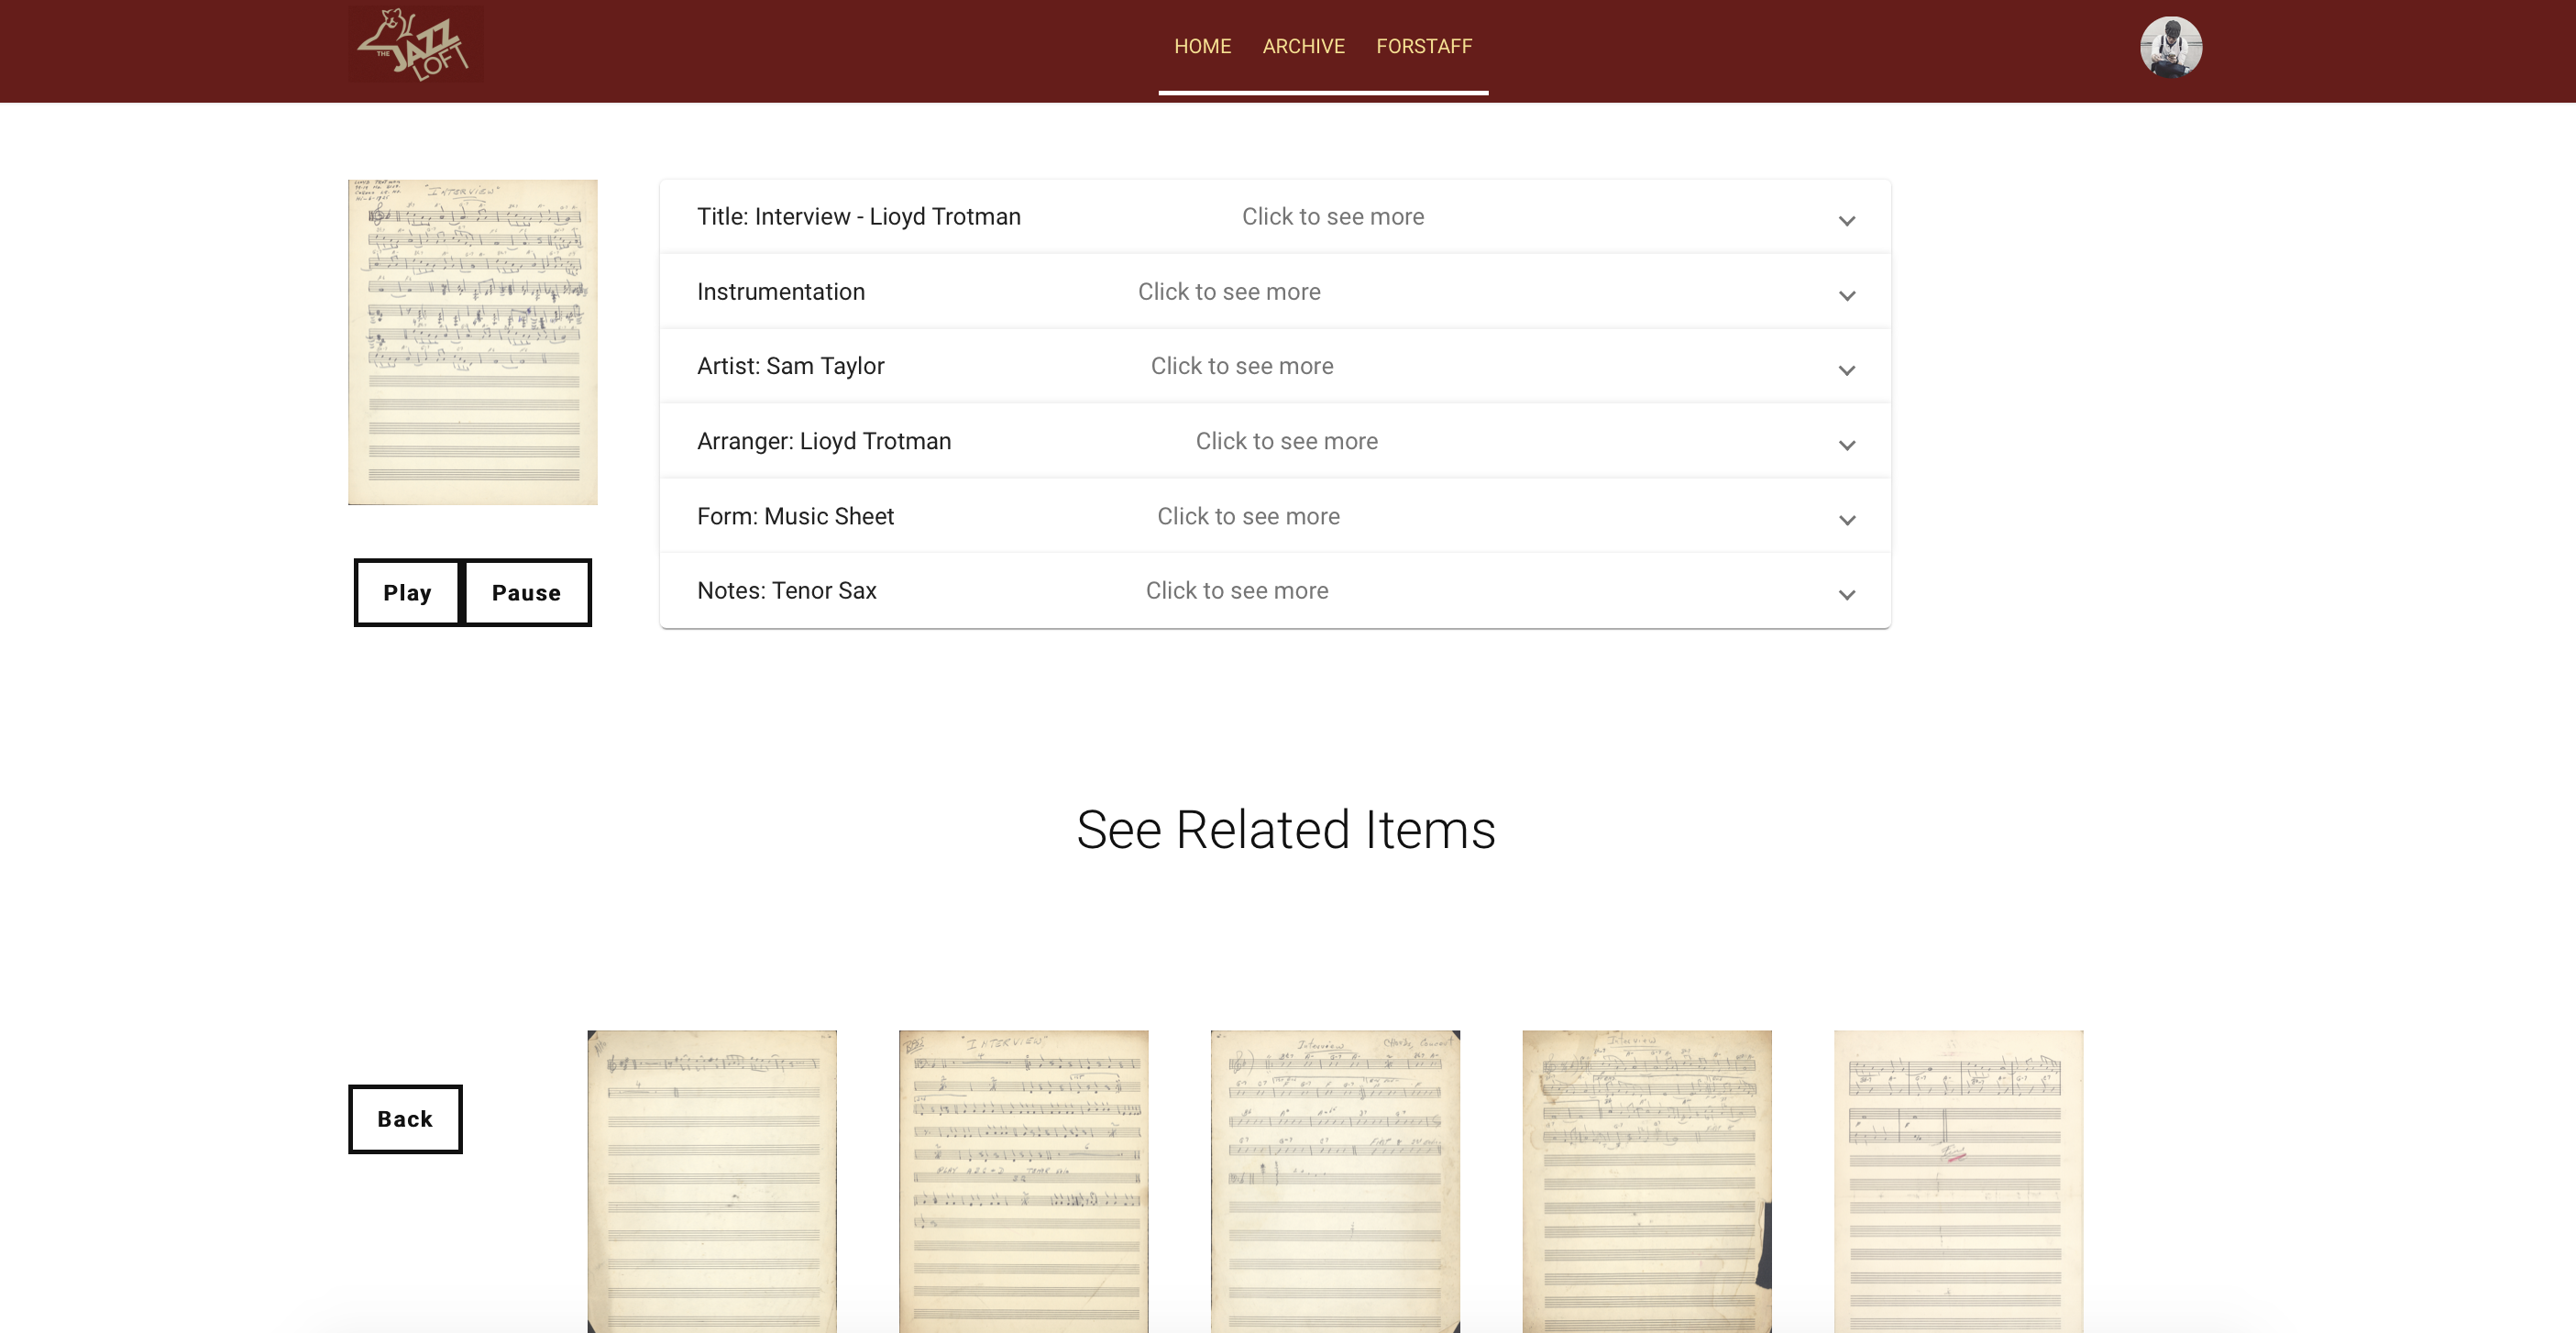 THE JAZZ LOFT
HOME ARCHIVE FORSTAFF
"INTERVIEW"
Title: Interview - Lioyd Trotman Click to see more
Instrumentation Click to see more
Artist: Sam Taylor Click to see more
Arranger: Lioyd Trotman Click to see more
Form: Music Sheet Click to see more
Notes: Tenor Sax Click to see more
Play Pause
See Related Items
Back
"INTERVIEW"
Interview
Interview